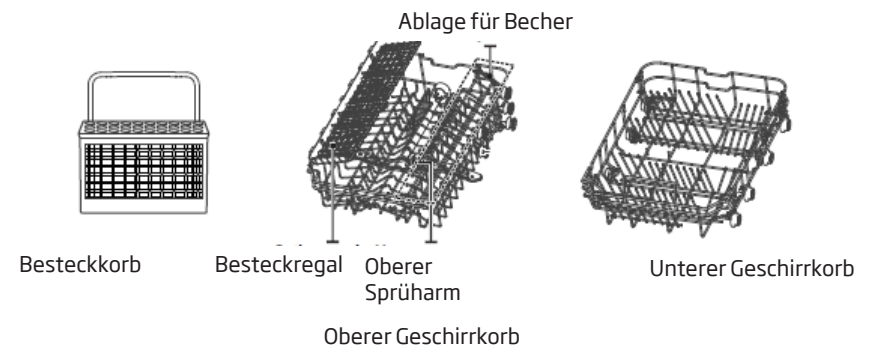 Ablage für Becher
Besteckkorb
Besteckregal
Oberer
Sprüharm
Unterer Geschirrkorb
Oberer Geschirrkorb